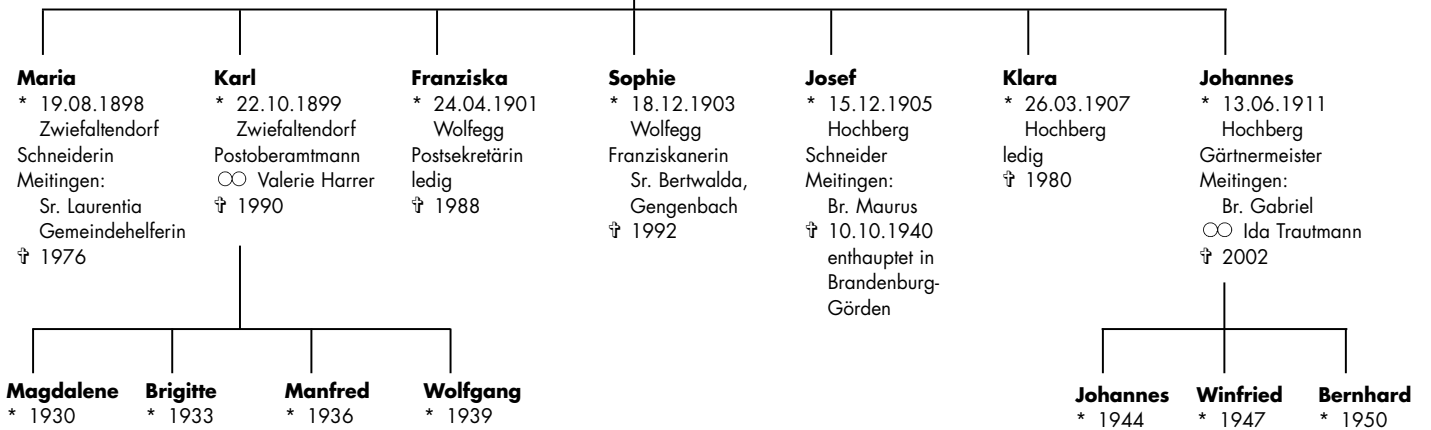 Maria
* 19.08.1898
Zwiefaltendorf
Schneiderin
Meitingen:
Sr. Laurentia
Gemeindehelferin
✞ 1976
Karl
* 22.10.1899
Zwiefaltendorf
Postoberamtmann
○○ Valerie Harrer
✞ 1990
Franziska
* 24.04.1901
Wolfegg
Postsekretärin
ledig
✞ 1988
Sophie
* 18.12.1903
Wolfegg
Franziskanerin
Sr. Bertwalda,
Gengenbach
✞ 1992
Josef
* 15.12.1905
Hochberg
Schneider
Meitingen:
Br. Maurus
✞ 10.10.1940
enthauptet in
Brandenburg-
Görden
Klara
* 26.03.1907
Hochberg
ledig
✞ 1980
Johannes
* 13.06.1911
Hochberg
Gärtnermeister
Meitingen:
Br. Gabriel
○○ Ida Trautmann
✞ 2002
Magdalene
* 1930
Brigitte
* 1933
Manfred
* 1936
Wolfgang
* 1939
Johannes
* 1944
Winfried
* 1947
Bernhard
* 1950